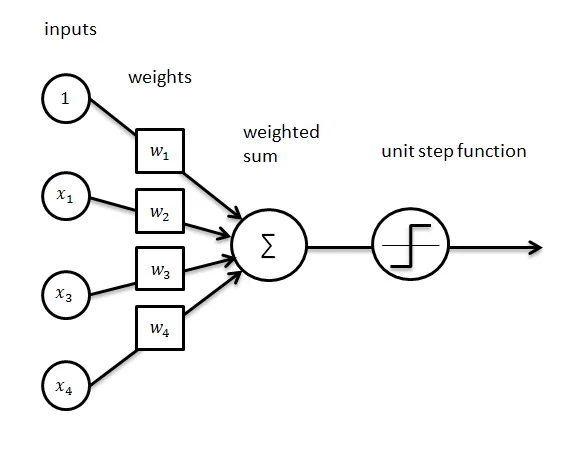 inputs
weights
weighted
sum
unit step function
1
w₁
x₁
w₂
Σ
w₃
x₃
w₄
x₄